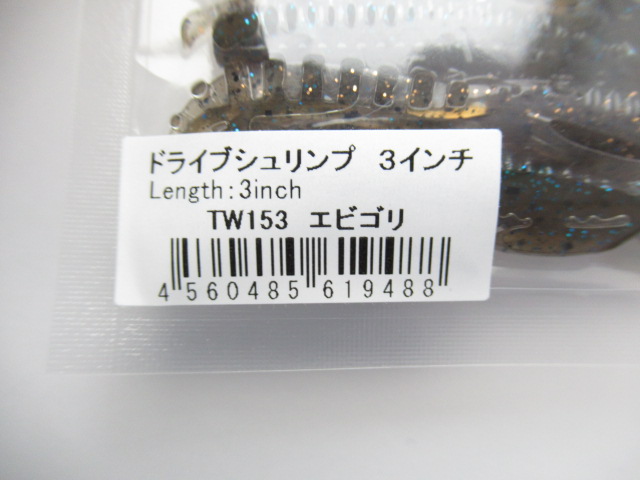 ドライブシュリンプ 3インチ
Length:3inch
TW153 エビゴリ
4 560485 619488